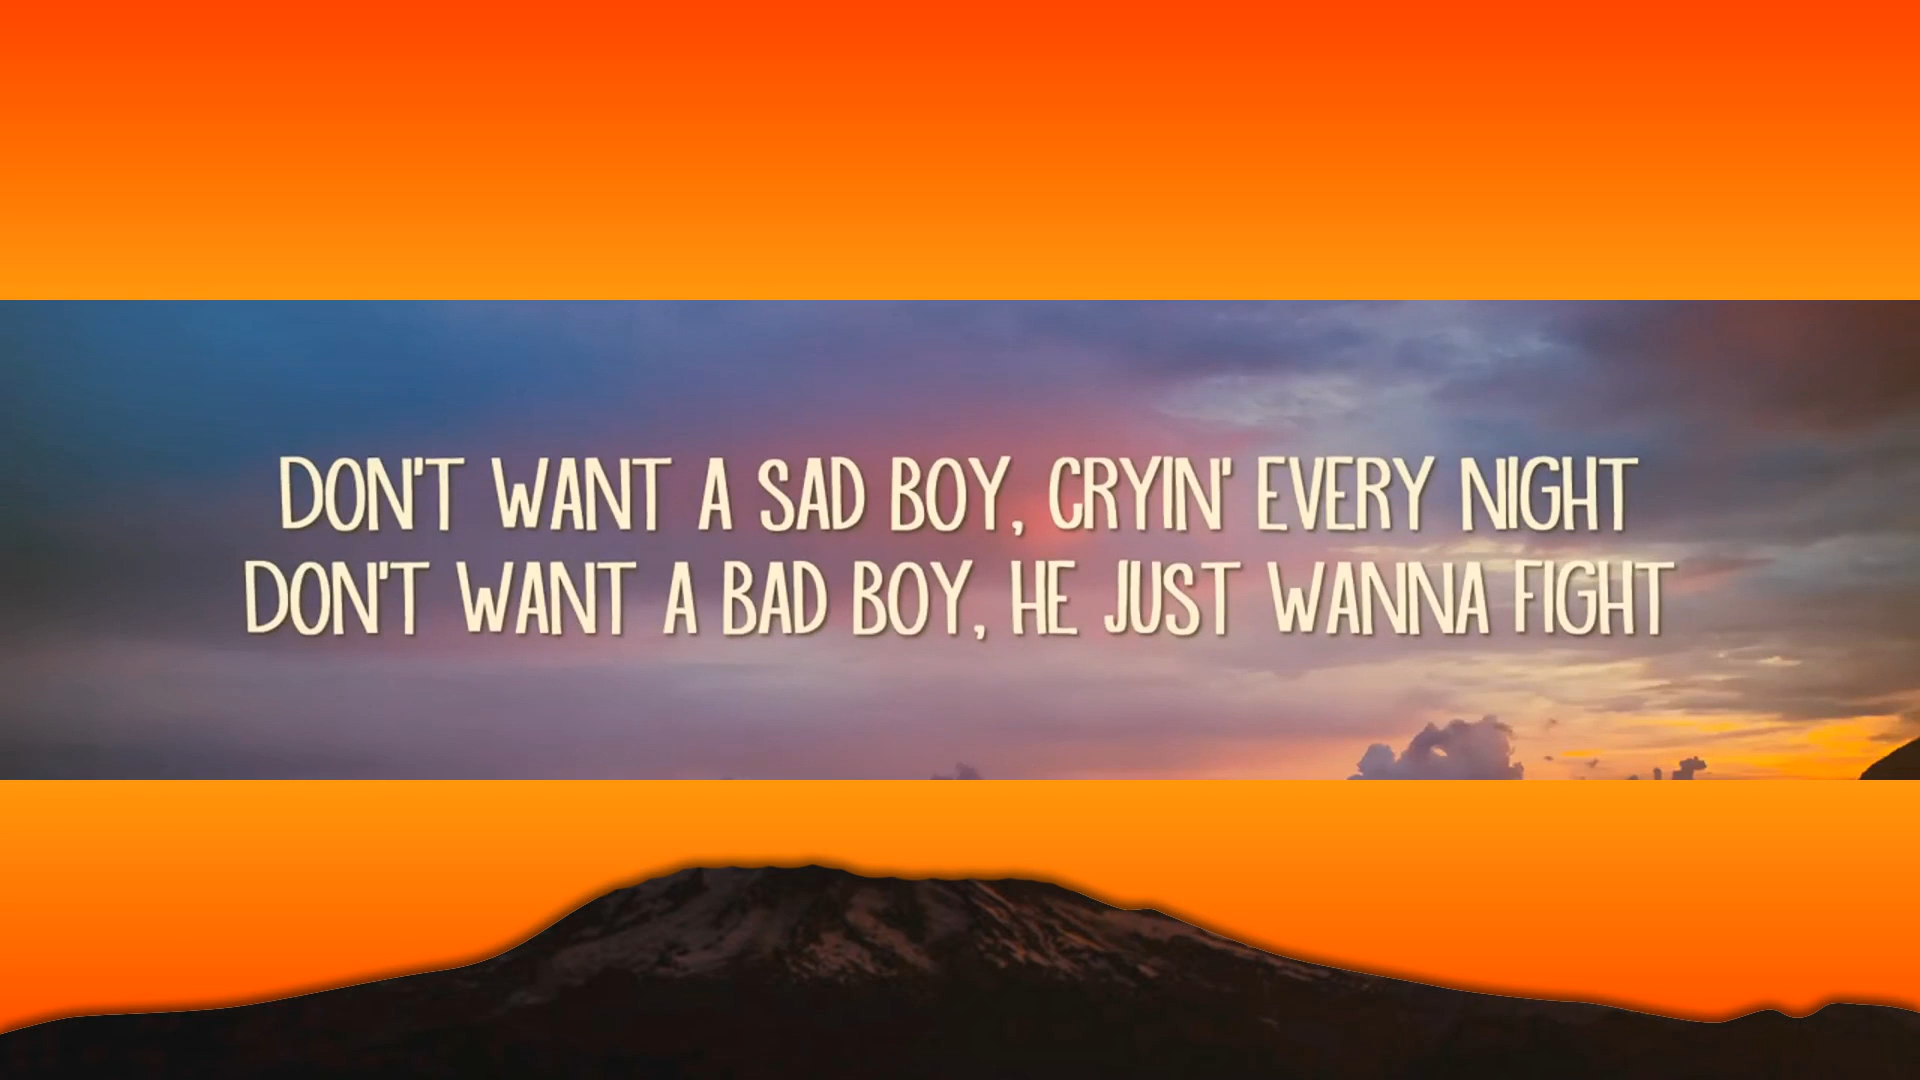 DON'T WANT A SAD BOY, CRYIN' EVERY NIGHT
DON'T WANT A BAD BOY, HE JUST WANNA FIGHT